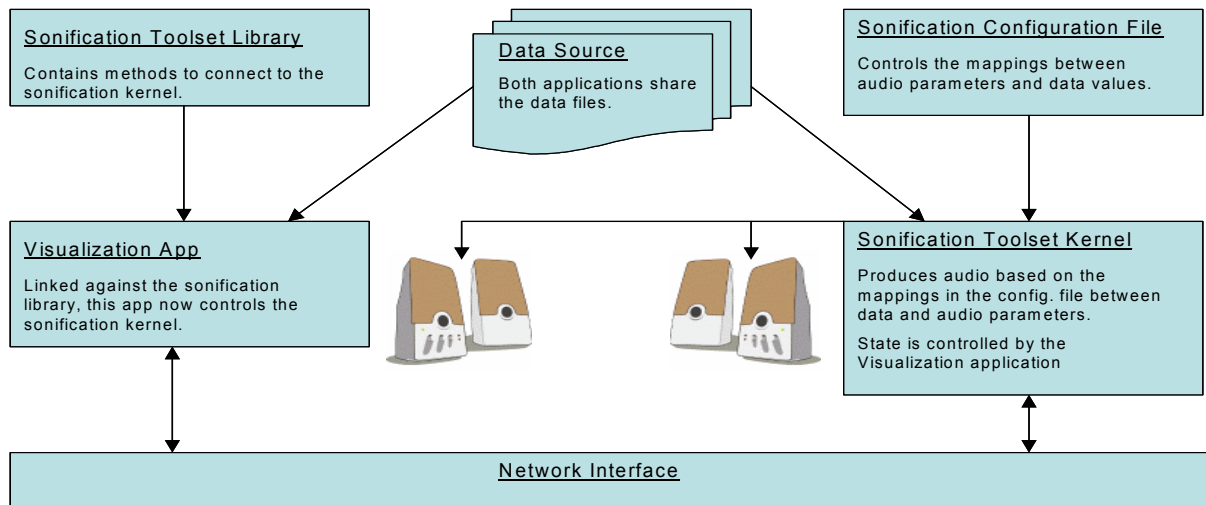 Sonification Toolset Library
Contains methods to connect to the
sonification kernel.
Data Source
Both applications share
the data files.
Sonification Configuration File
Controls the mappings between
audio parameters and data values.
Visualization App
Linked against the sonification
library, this app now controls the
sonification kernel.
Sonification Toolset Kernel
Produces audio based on the
mappings in the config. file between
data and audio parameters.
State is controlled by the
Visualization application
Network Interface